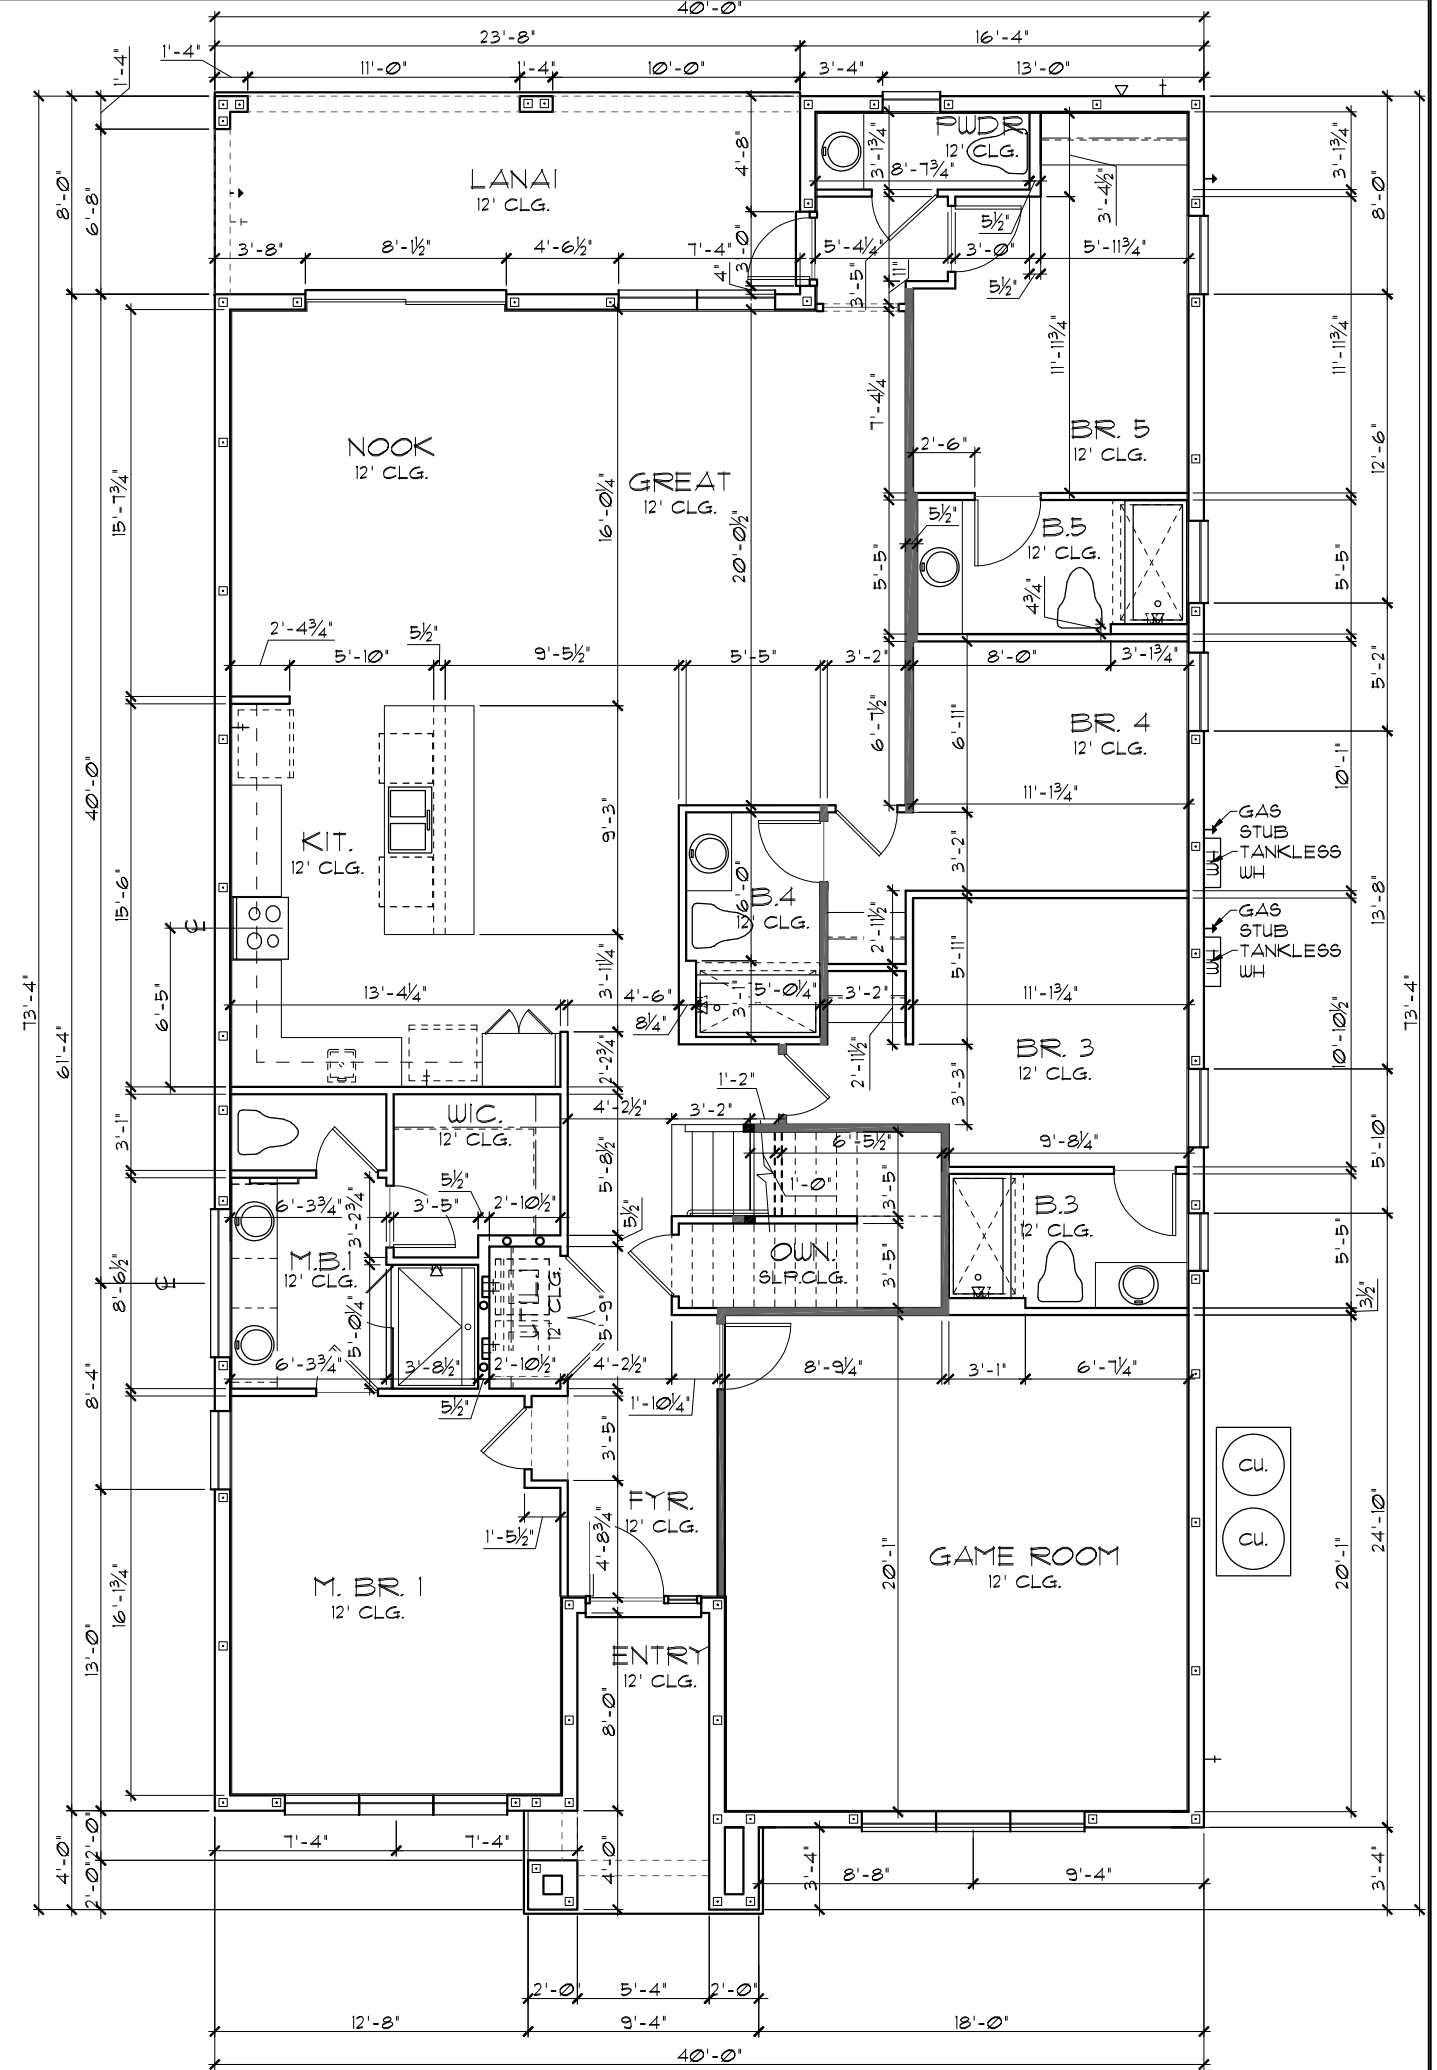 40'-0"
23'-8"
16'-4"
1'-4"
1'-4"
11'-0"
1'-4"
10'-0"
3'-4"
13'-0"
PWDR.
12' CLG.
3'-1¾"
8'-7¾"
3'-4½"
3'-1¾"
4'-8"
LANAI
12' CLG.
8'-0"
6'-8"
8'-0"
3'-8"
8'-1½"
4'-6½"
7'-4"
4"
3'-0"
5'-4¼"
3'-5"
11"
5½"
3'-0"
5½"
5'-11¾"
11'-11¾"
11'-11¾"
7'-4¼"
BR. 5
12' CLG.
2'-6"
12'-6"
NOOK
12' CLG.
GREAT
12' CLG.
15'-7¾"
16'-0¼"
20'-0½"
5½"
B.5
12' CLG.
5'-5"
4¾"
5'-5"
2'-4¾"
5'-10"
5½"
9'-5½"
5'-5"
3'-2"
8'-0"
3'-1¾"
5'-2"
6'-7½"
6'-11"
BR. 4
12' CLG.
10'-1"
11'-1¾"
40'-0"
9'-3"
KIT.
12' CLG.
GAS
STUB
TANKLESS
WH
3'-2"
6'-0"
B.4
12' CLG.
15'-6"
2'-11½"
5'-11"
13'-8"
GAS
STUB
TANKLESS
WH
73'-4"
61'-4"
6'-5"
13'-4¼"
3'-11¼"
4'-6"
8¼"
3'-1"
5'-0¼"
3'-2"
11'-1¾"
73'-4"
2'-2¾"
2'-11½"
BR. 3
12' CLG.
10'-10½"
3'-3"
1'-2"
WIC.
12' CLG.
4'-2½"
3'-2"
3'-1"
5'-8½"
6'-5½"
9'-8¼"
5'-10"
1'-0"
3'-5"
6'-3¾"
3'-2¾"
3'-5"
5½"
2'-10½"
5½"
B.3
12' CLG.
5'-5"
M.B.1
12' CLG.
8'-6½"
OWN.
SLP.CLG.
3'-5"
3½"
UTIL.
12' CLG.
5'-9"
5'-0¼"
6'-3¾"
3'-8½"
2'-10½"
4'-2½"
8'-9¼"
3'-1"
6'-7¼"
8'-4"
5½"
1'-10¼"
3'-5"
CU.
FYR.
12' CLG.
1'-5½"
4'-8¾"
24'-10"
CU.
GAME ROOM
12' CLG.
20'-1"
20'-1"
M. BR. 1
12' CLG.
16'-1¾"
13'-0"
ENTRY
12' CLG.
8'-0"
7'-4"
7'-4"
4'-0"
2'-0"
2'-0"
4'-0"
3'-4"
8'-8"
9'-4"
3'-4"
2'-0"
5'-4"
2'-0"
12'-8"
9'-4"
18'-0"
40'-0"